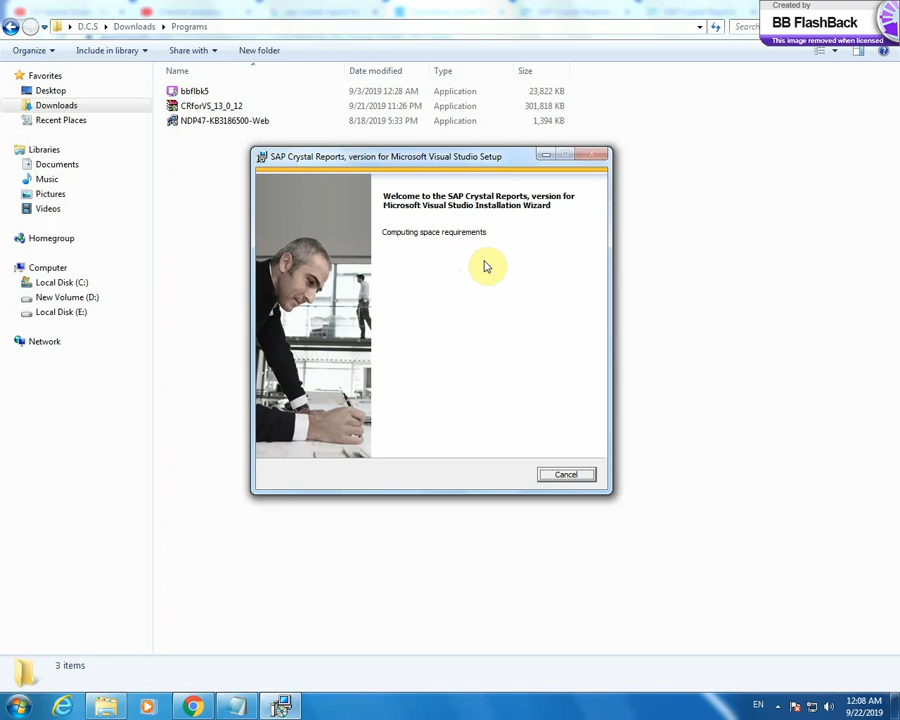 Created by
BB FlashBack
This image removed when licensed
D.C.S
Downloads
Programs
Organize
Include in library
Share with
New folder
Name
Date modified
Type
Size
Favorites
Desktop
Downloads
Recent Places
Libraries
Documents
Music
Pictures
Videos
Homegroup
Computer
Local Disk (C:)
New Volume (D:)
Local Disk (E:)
Network
bbflbk5 9/3/2019 12:28 AM Application 23,822 KB
CRforVS_13_0_12 9/21/2019 11:26 PM Application 301,818 KB
NDP47-KB3186500-Web 8/18/2019 5:33 PM Application 1,394 KB
SAP Crystal Reports, version for Microsoft Visual Studio Setup
Welcome to the SAP Crystal Reports, version for
Microsoft Visual Studio Installation Wizard
Computing space requirements
Cancel
3 items
EN
12:08 AM
9/22/2019